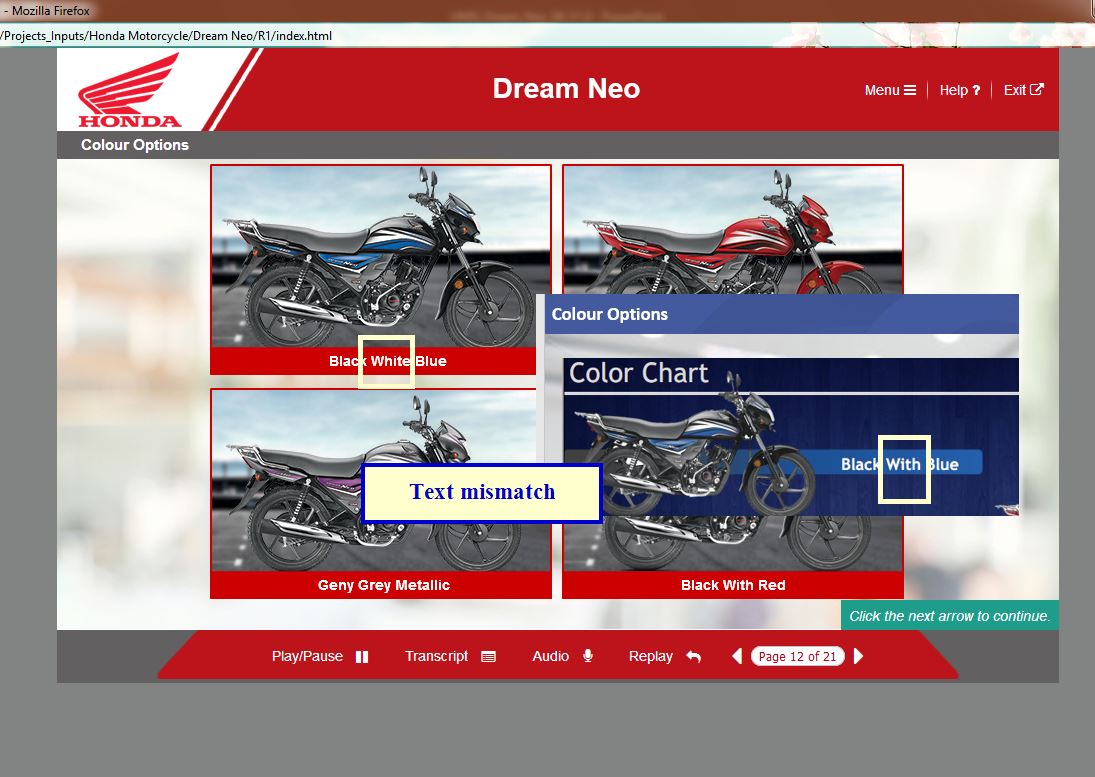 - Mozilla Firefox
/Projects_Inputs/Honda Motorcycle/Dream Neo/R1/index.html
HONDA
Dream Neo
Menu
Help ?
Exit
Colour Options
Black White Blue
Colour Options
Color Chart
Black With Blue
Text mismatch
Geny Grey Metallic
Black With Red
Click the next arrow to continue.
Play/Pause
Transcript
Audio
Replay
Page 12 of 21